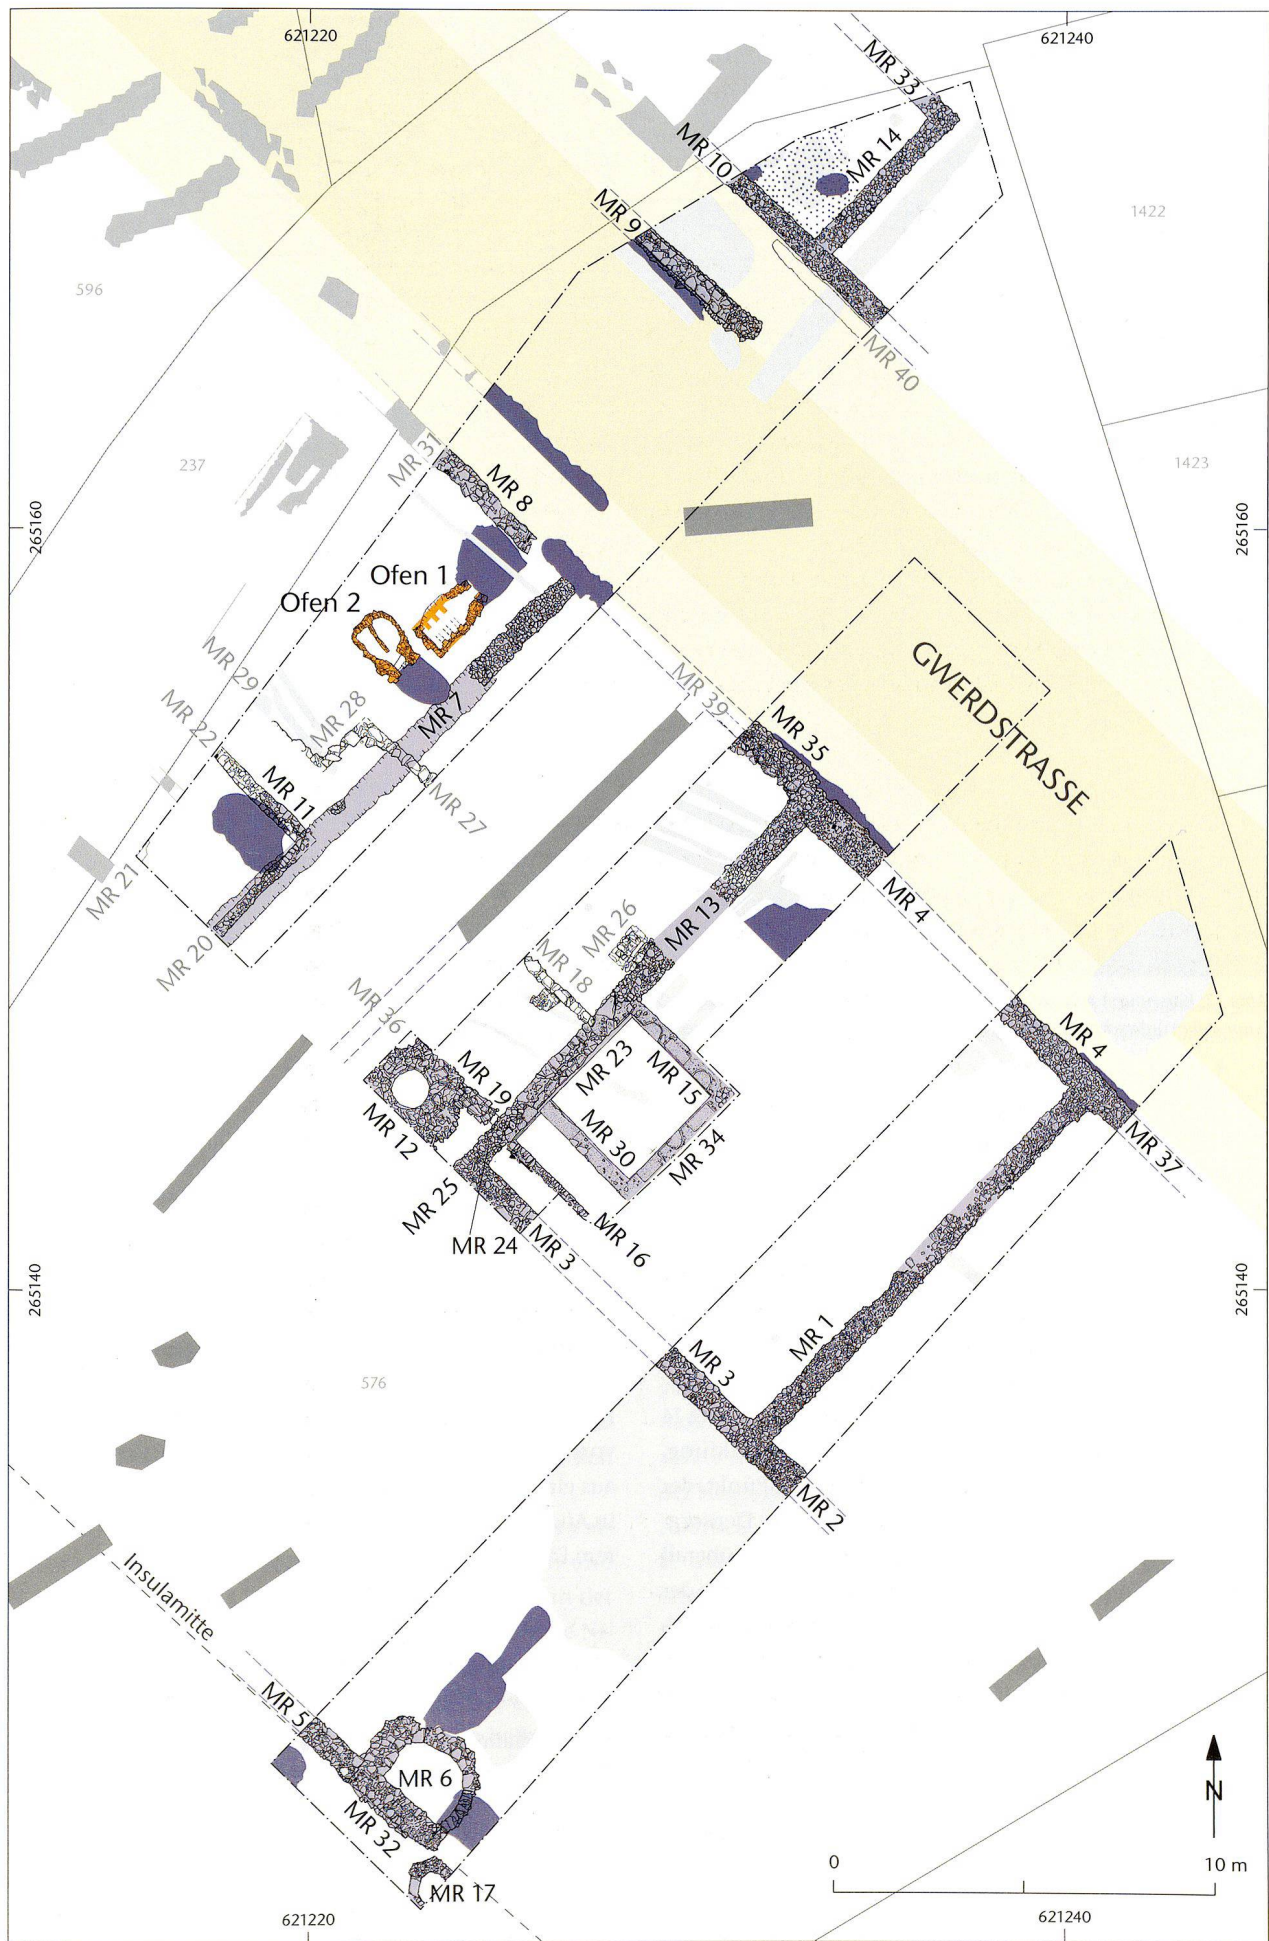 621220
621240
MR 33
MR 14
MR 10
MR 9
1422
596
MR 40
MR 31
MR 8
237
1423
265160
265160
Ofen 1
Ofen 2
GWERDSTRASSE
MR 29
MR 28
MR 22
MR 7
MR 39
MR 35
MR 11
MR 27
MR 21
MR 4
MR 20
MR 13
MR 26
MR 18
MR 36
MR 4
MR 23
MR 15
MR 19
MR 12
MR 30
MR 34
MR 37
MR 25
MR 24
MR 3
MR 16
265140
265140
MR 1
MR 3
576
MR 2
Insulamitte
MR 5
MR 6
MR 32
MR 17
N
0
10 m
621220
621240